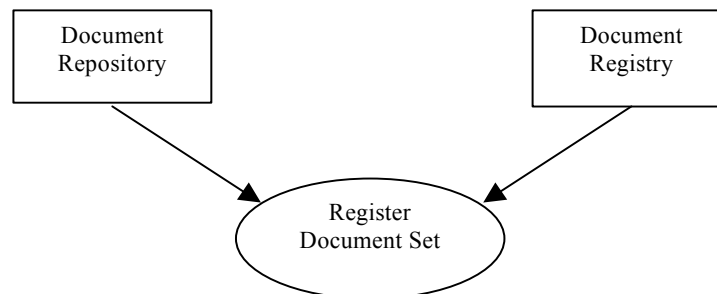 Document
Repository
Document
Registry
Register
Document Set